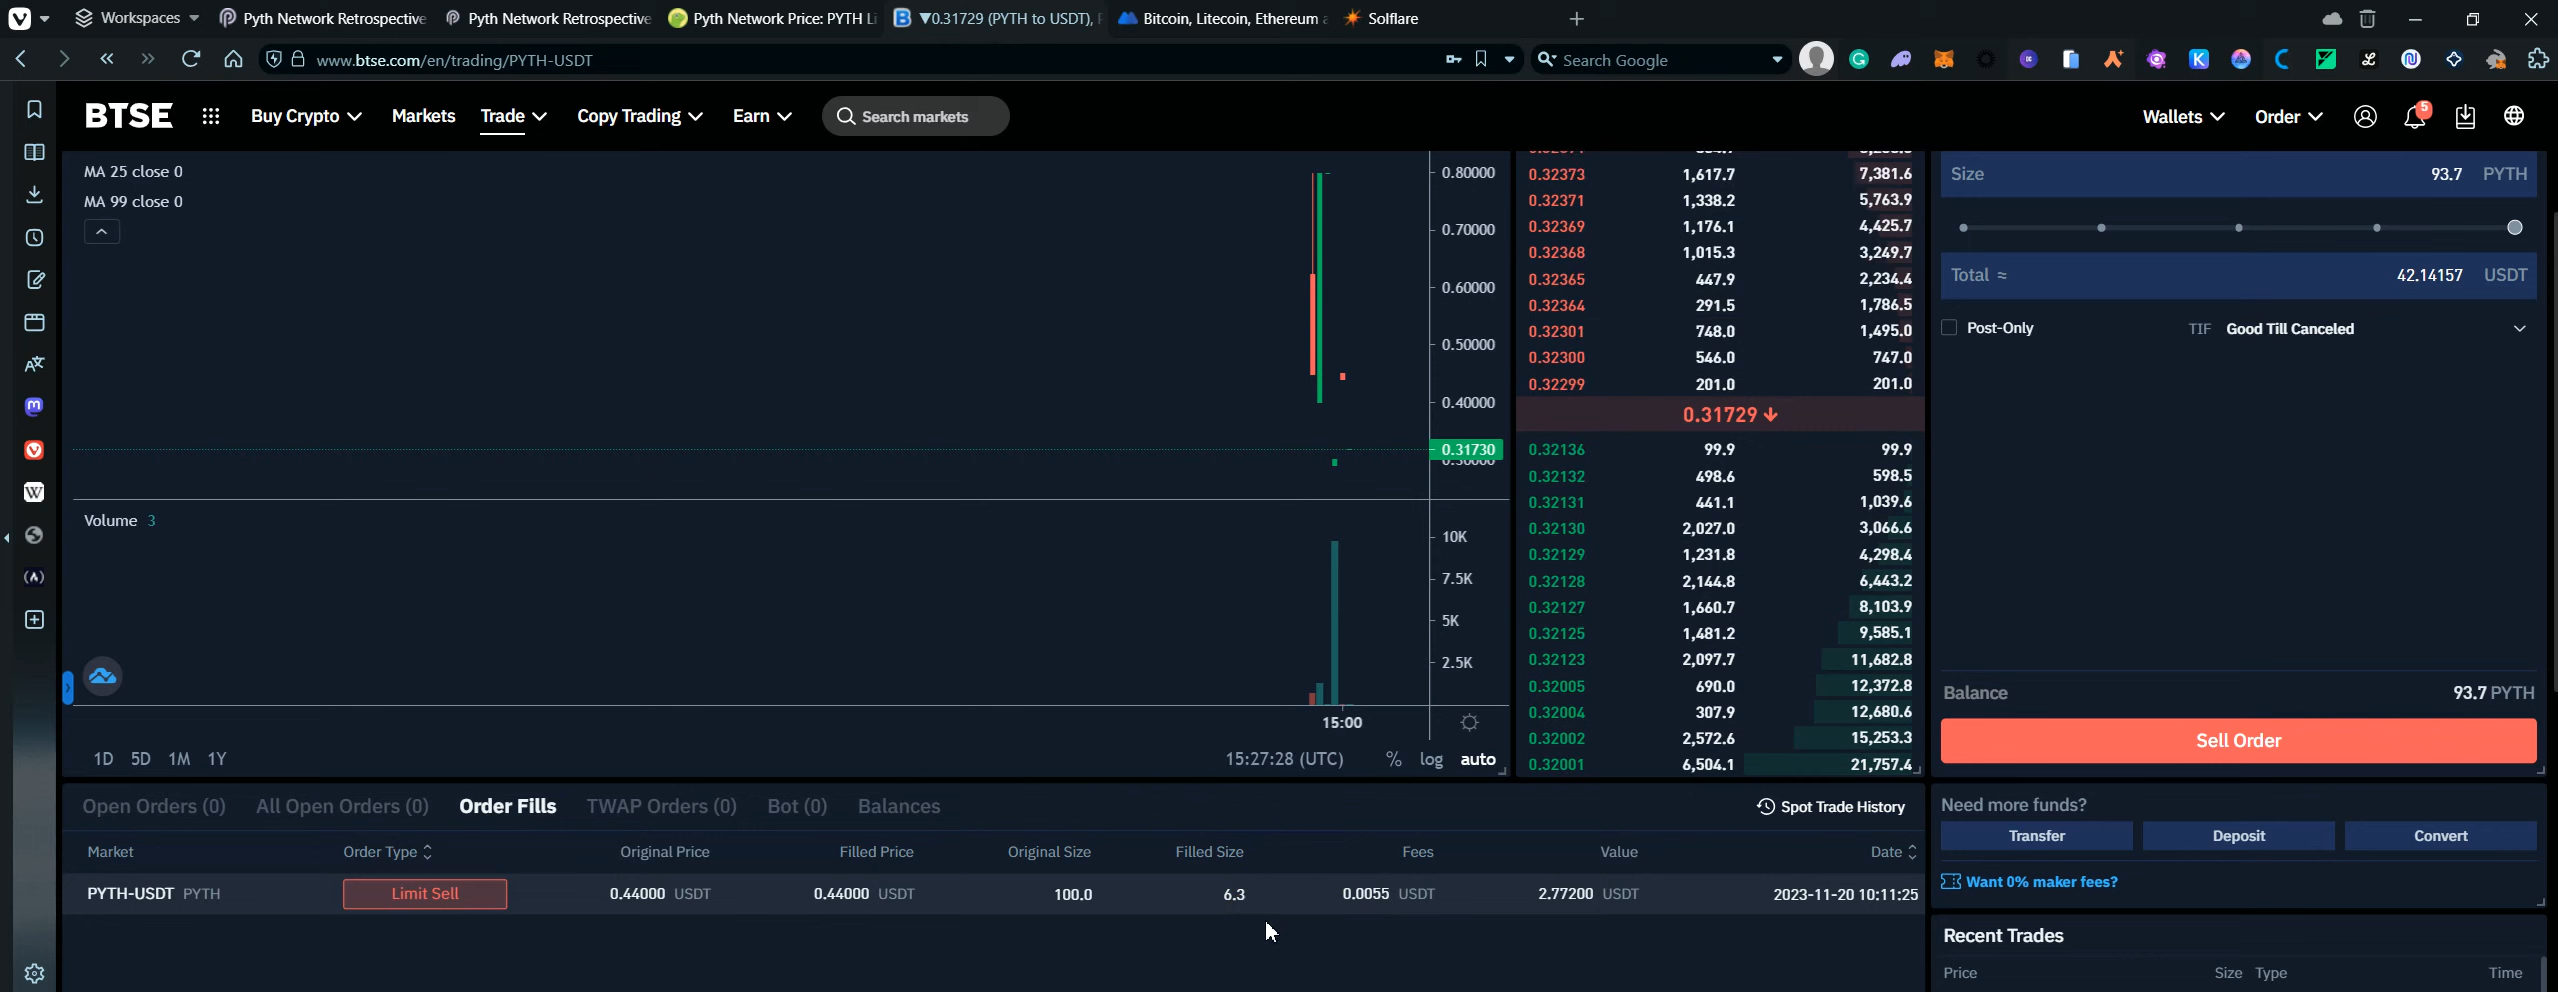 Workspaces
Pyth Network Retrospective
Pyth Network Retrospective
Pyth Network Price: PYTH Li
▼0.31729 (PYTH to USDT),
Bitcoin, Litecoin, Ethereum
Solflare
www.btse.com/en/trading/PYTH-USDT
Search Google
BTSE
Buy Crypto
Markets
Trade
Copy Trading
Earn
Search markets
Wallets
Order
5
MA 25 close 0
MA 99 close 0
0.80000
0.70000
0.60000
0.50000
0.40000
0.31730
Volume 3
10K
7.5K
5K
2.5K
15:00
1D 5D 1M 1Y
15:27:28 (UTC) % log auto
0.32373 1,617.7 7,381.6
0.32371 1,338.2 5,763.9
0.32369 1,176.1 4,425.7
0.32368 1,015.3 3,249.7
0.32365 447.9 2,234.4
0.32364 291.5 1,786.5
0.32301 748.0 1,495.0
0.32300 546.0 747.0
0.32299 201.0 201.0
0.31729 ↓
0.32136 99.9 99.9
0.32132 498.6 598.5
0.32131 441.1 1,039.6
0.32130 2,027.0 3,066.6
0.32129 1,231.8 4,298.4
0.32128 2,144.8 6,443.2
0.32127 1,660.7 8,103.9
0.32125 1,481.2 9,585.1
0.32123 2,097.7 11,682.8
0.32005 690.0 12,372.8
0.32004 307.9 12,680.6
0.32002 2,572.6 15,253.3
0.32001 6,504.1 21,757.4
Size 93.7 PYTH
Total ≈ 42.14157 USDT
Post-Only TIF Good Till Canceled
Balance 93.7 PYTH
Sell Order
Need more funds?
Transfer Deposit Convert
Want 0% maker fees?
Recent Trades
Price Size Type Time
Open Orders (0) All Open Orders (0) Order Fills TWAP Orders (0) Bot (0) Balances
Spot Trade History
Market Order Type Original Price Filled Price Original Size Filled Size Fees Value Date
PYTH-USDT PYTH Limit Sell 0.44000 USDT 0.44000 USDT 100.0 6.3 0.0055 USDT 2.77200 USDT 2023-11-20 10:11:25